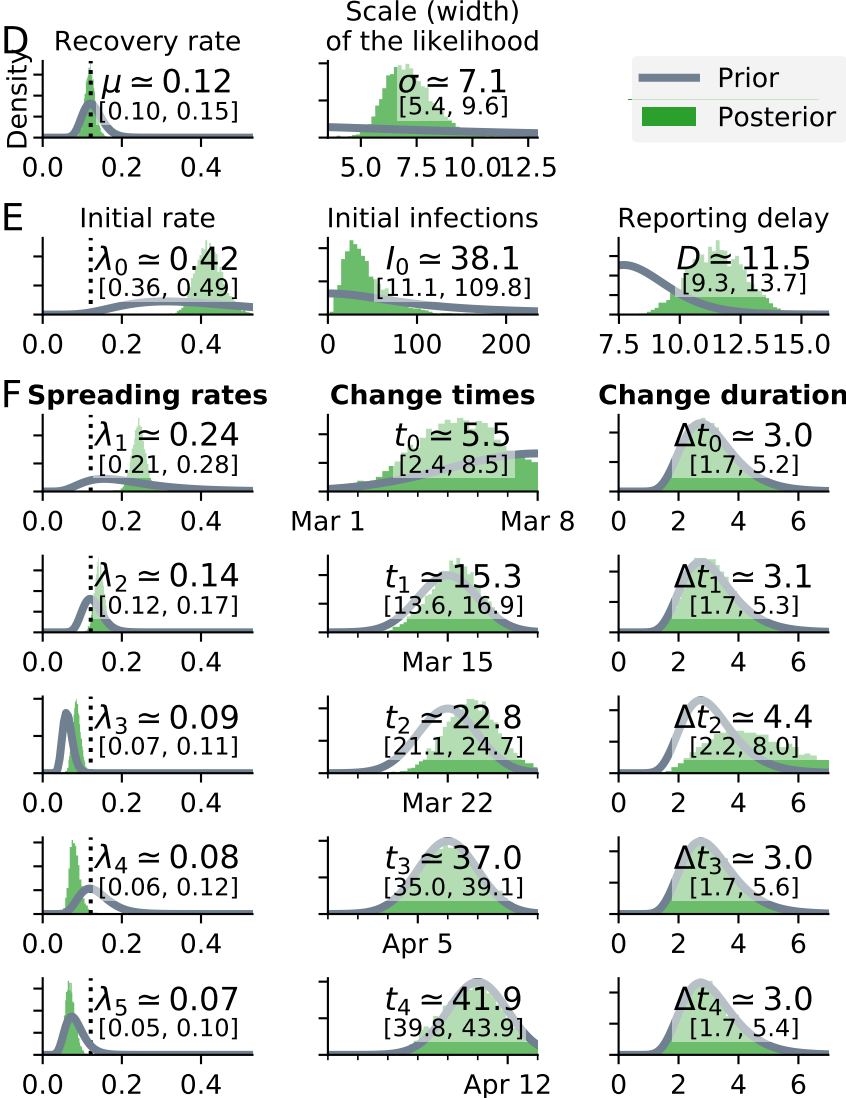 D
Recovery rate
Scale (width)
of the likelihood
Density
μ ≃ 0.12
[0.10, 0.15]
0.0 0.2 0.4
σ ≃ 7.1
[5.4, 9.6]
5.0 7.5 10.0 12.5
Prior
Posterior
E
Initial rate
λ0 ≃ 0.42
[0.36, 0.49]
0.0 0.2 0.4
Initial infections
I0 ≃ 38.1
[11.1, 109.8]
0 100 200
Reporting delay
D ≃ 11.5
[9.3, 13.7]
7.5 10.0 12.5 15.0
F
Spreading rates
Change times
Change duration
λ1 ≃ 0.24
[0.21, 0.28]
0.0 0.2 0.4
t0 ≃ 5.5
[2.4, 8.5]
Mar 1 Mar 8
Δt0 ≃ 3.0
[1.7, 5.2]
0 2 4 6
λ2 ≃ 0.14
[0.12, 0.17]
0.0 0.2 0.4
t1 ≃ 15.3
[13.6, 16.9]
Mar 15
Δt1 ≃ 3.1
[1.7, 5.3]
0 2 4 6
λ3 ≃ 0.09
[0.07, 0.11]
0.0 0.2 0.4
t2 ≃ 22.8
[21.1, 24.7]
Mar 22
Δt2 ≃ 4.4
[2.2, 8.0]
0 2 4 6
λ4 ≃ 0.08
[0.06, 0.12]
0.0 0.2 0.4
t3 ≃ 37.0
[35.0, 39.1]
Apr 5
Δt3 ≃ 3.0
[1.7, 5.6]
0 2 4 6
λ5 ≃ 0.07
[0.05, 0.10]
0.0 0.2 0.4
t4 ≃ 41.9
[39.8, 43.9]
Apr 12
Δt4 ≃ 3.0
[1.7, 5.4]
0 2 4 6